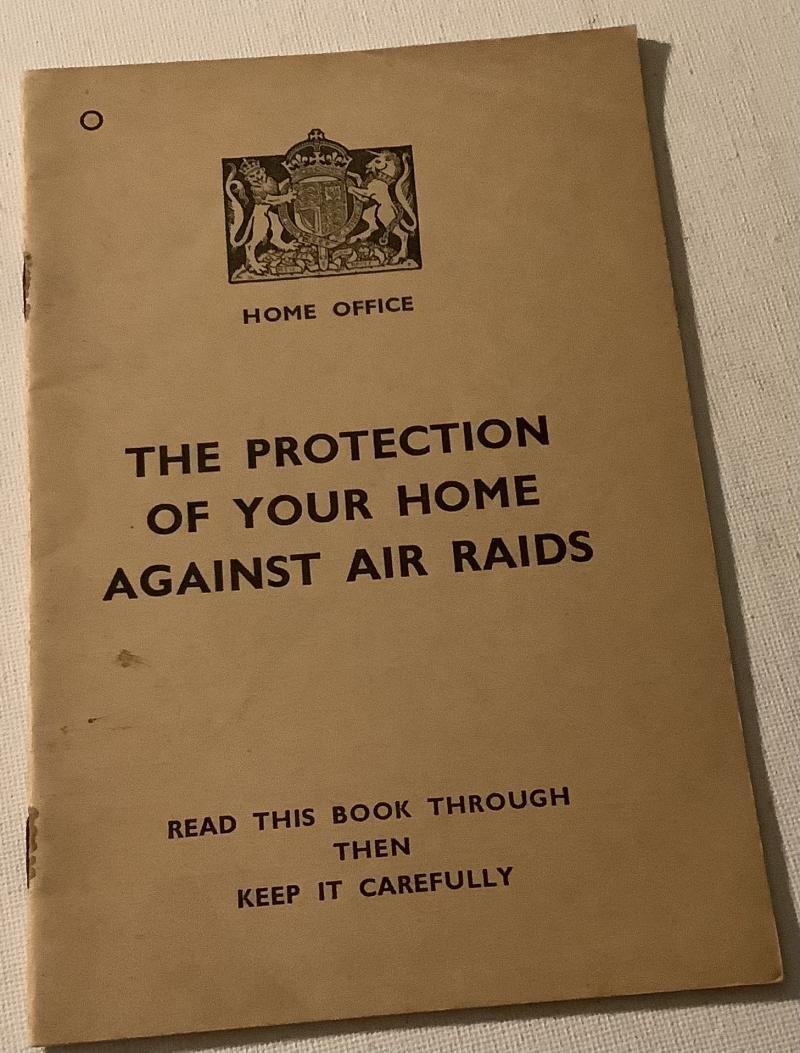 HOME OFFICE
THE PROTECTION
OF YOUR HOME
AGAINST AIR RAIDS
READ THIS BOOK THROUGH
THEN
KEEP IT CAREFULLY